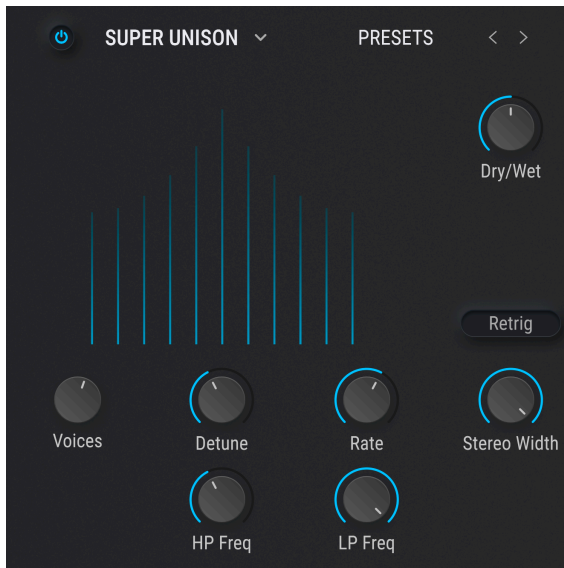 SUPER UNISON
PRESETS
Dry/Wet
Retrig
Voices
Detune
Rate
Stereo Width
HP Freq
LP Freq